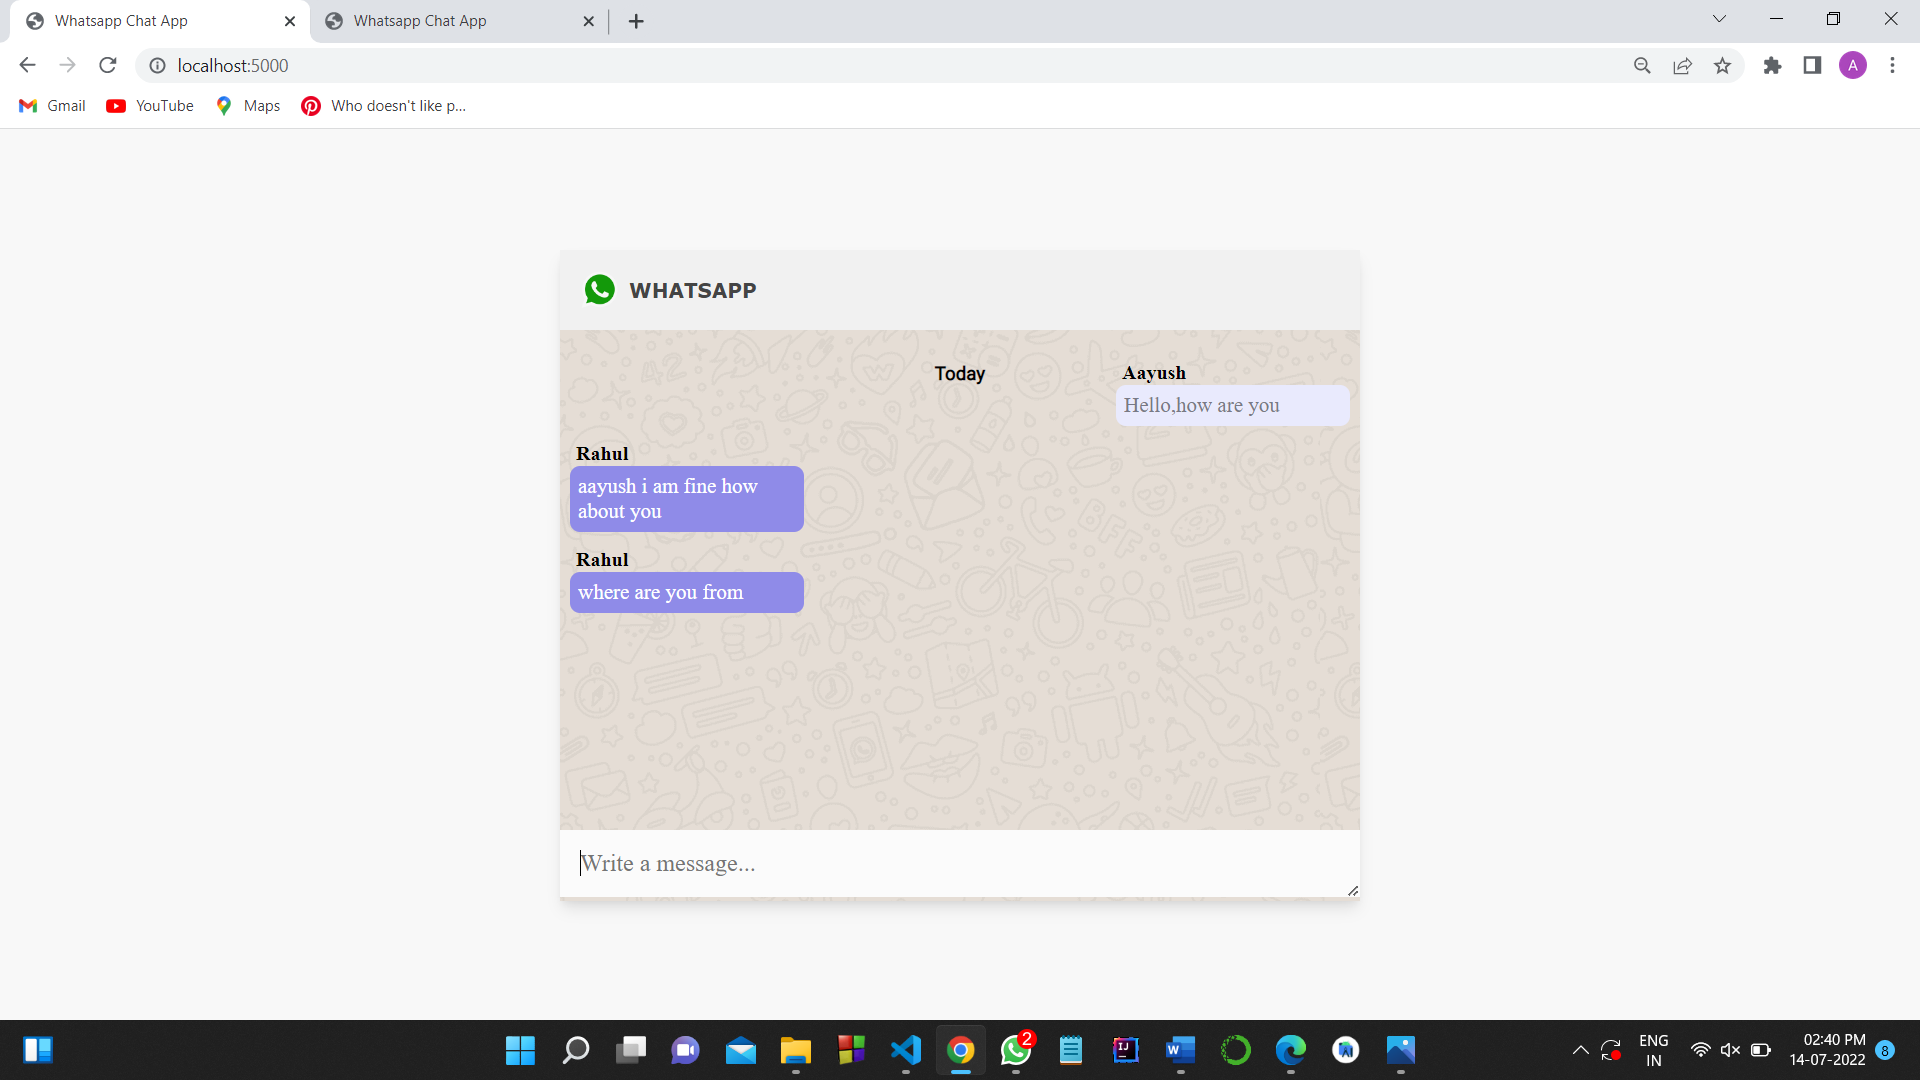 Whatsapp Chat App
Whatsapp Chat App
localhost:5000
A
Gmail
YouTube
Maps
Who doesn't like p...
WHATSAPP
Today
Aayush
Hello,how are you
Rahul
aayush i am fine how
about you
Rahul
where are you from
Write a message...
2
ENG
IN
02:40 PM
14-07-2022
8